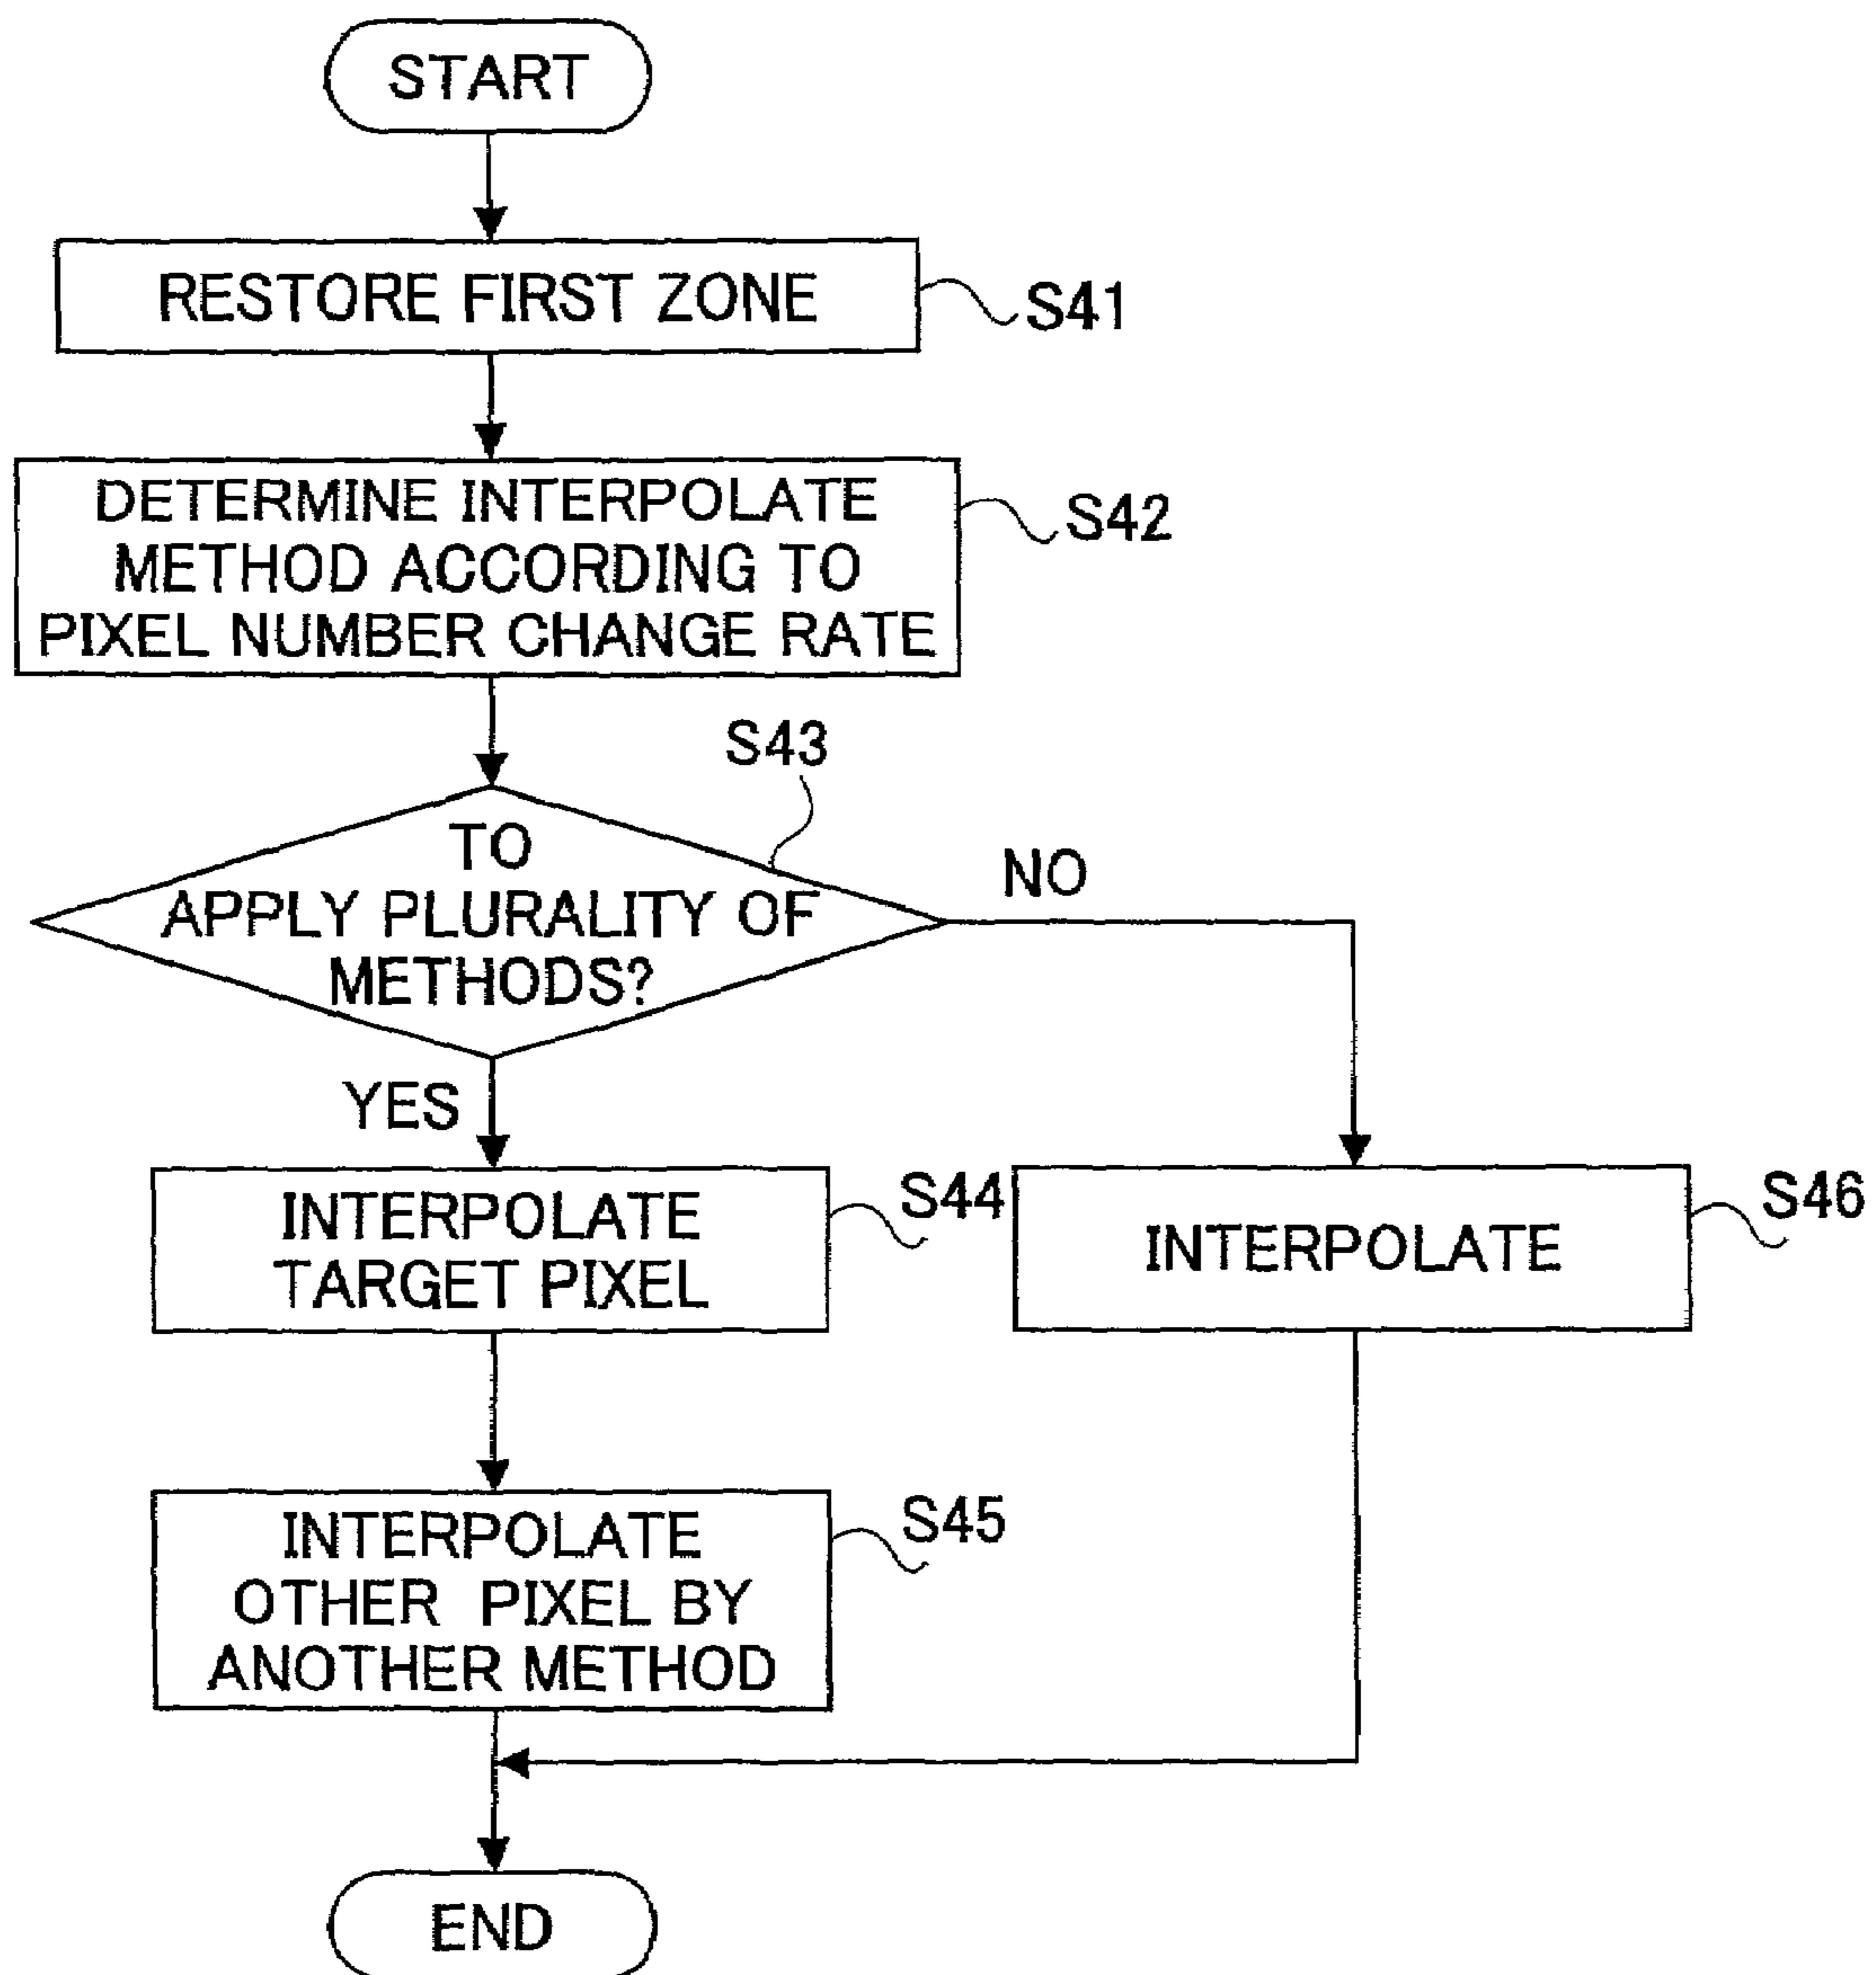 START
RESTORE FIRST ZONE
S41
DETERMINE INTERPOLATE
METHOD ACCORDING TO
PIXEL NUMBER CHANGE RATE
S42
S43
TO
APPLY PLURALITY OF
METHODS?
NO
YES
INTERPOLATE
TARGET PIXEL
S44
INTERPOLATE
S46
INTERPOLATE
OTHER PIXEL BY
ANOTHER METHOD
S45
END